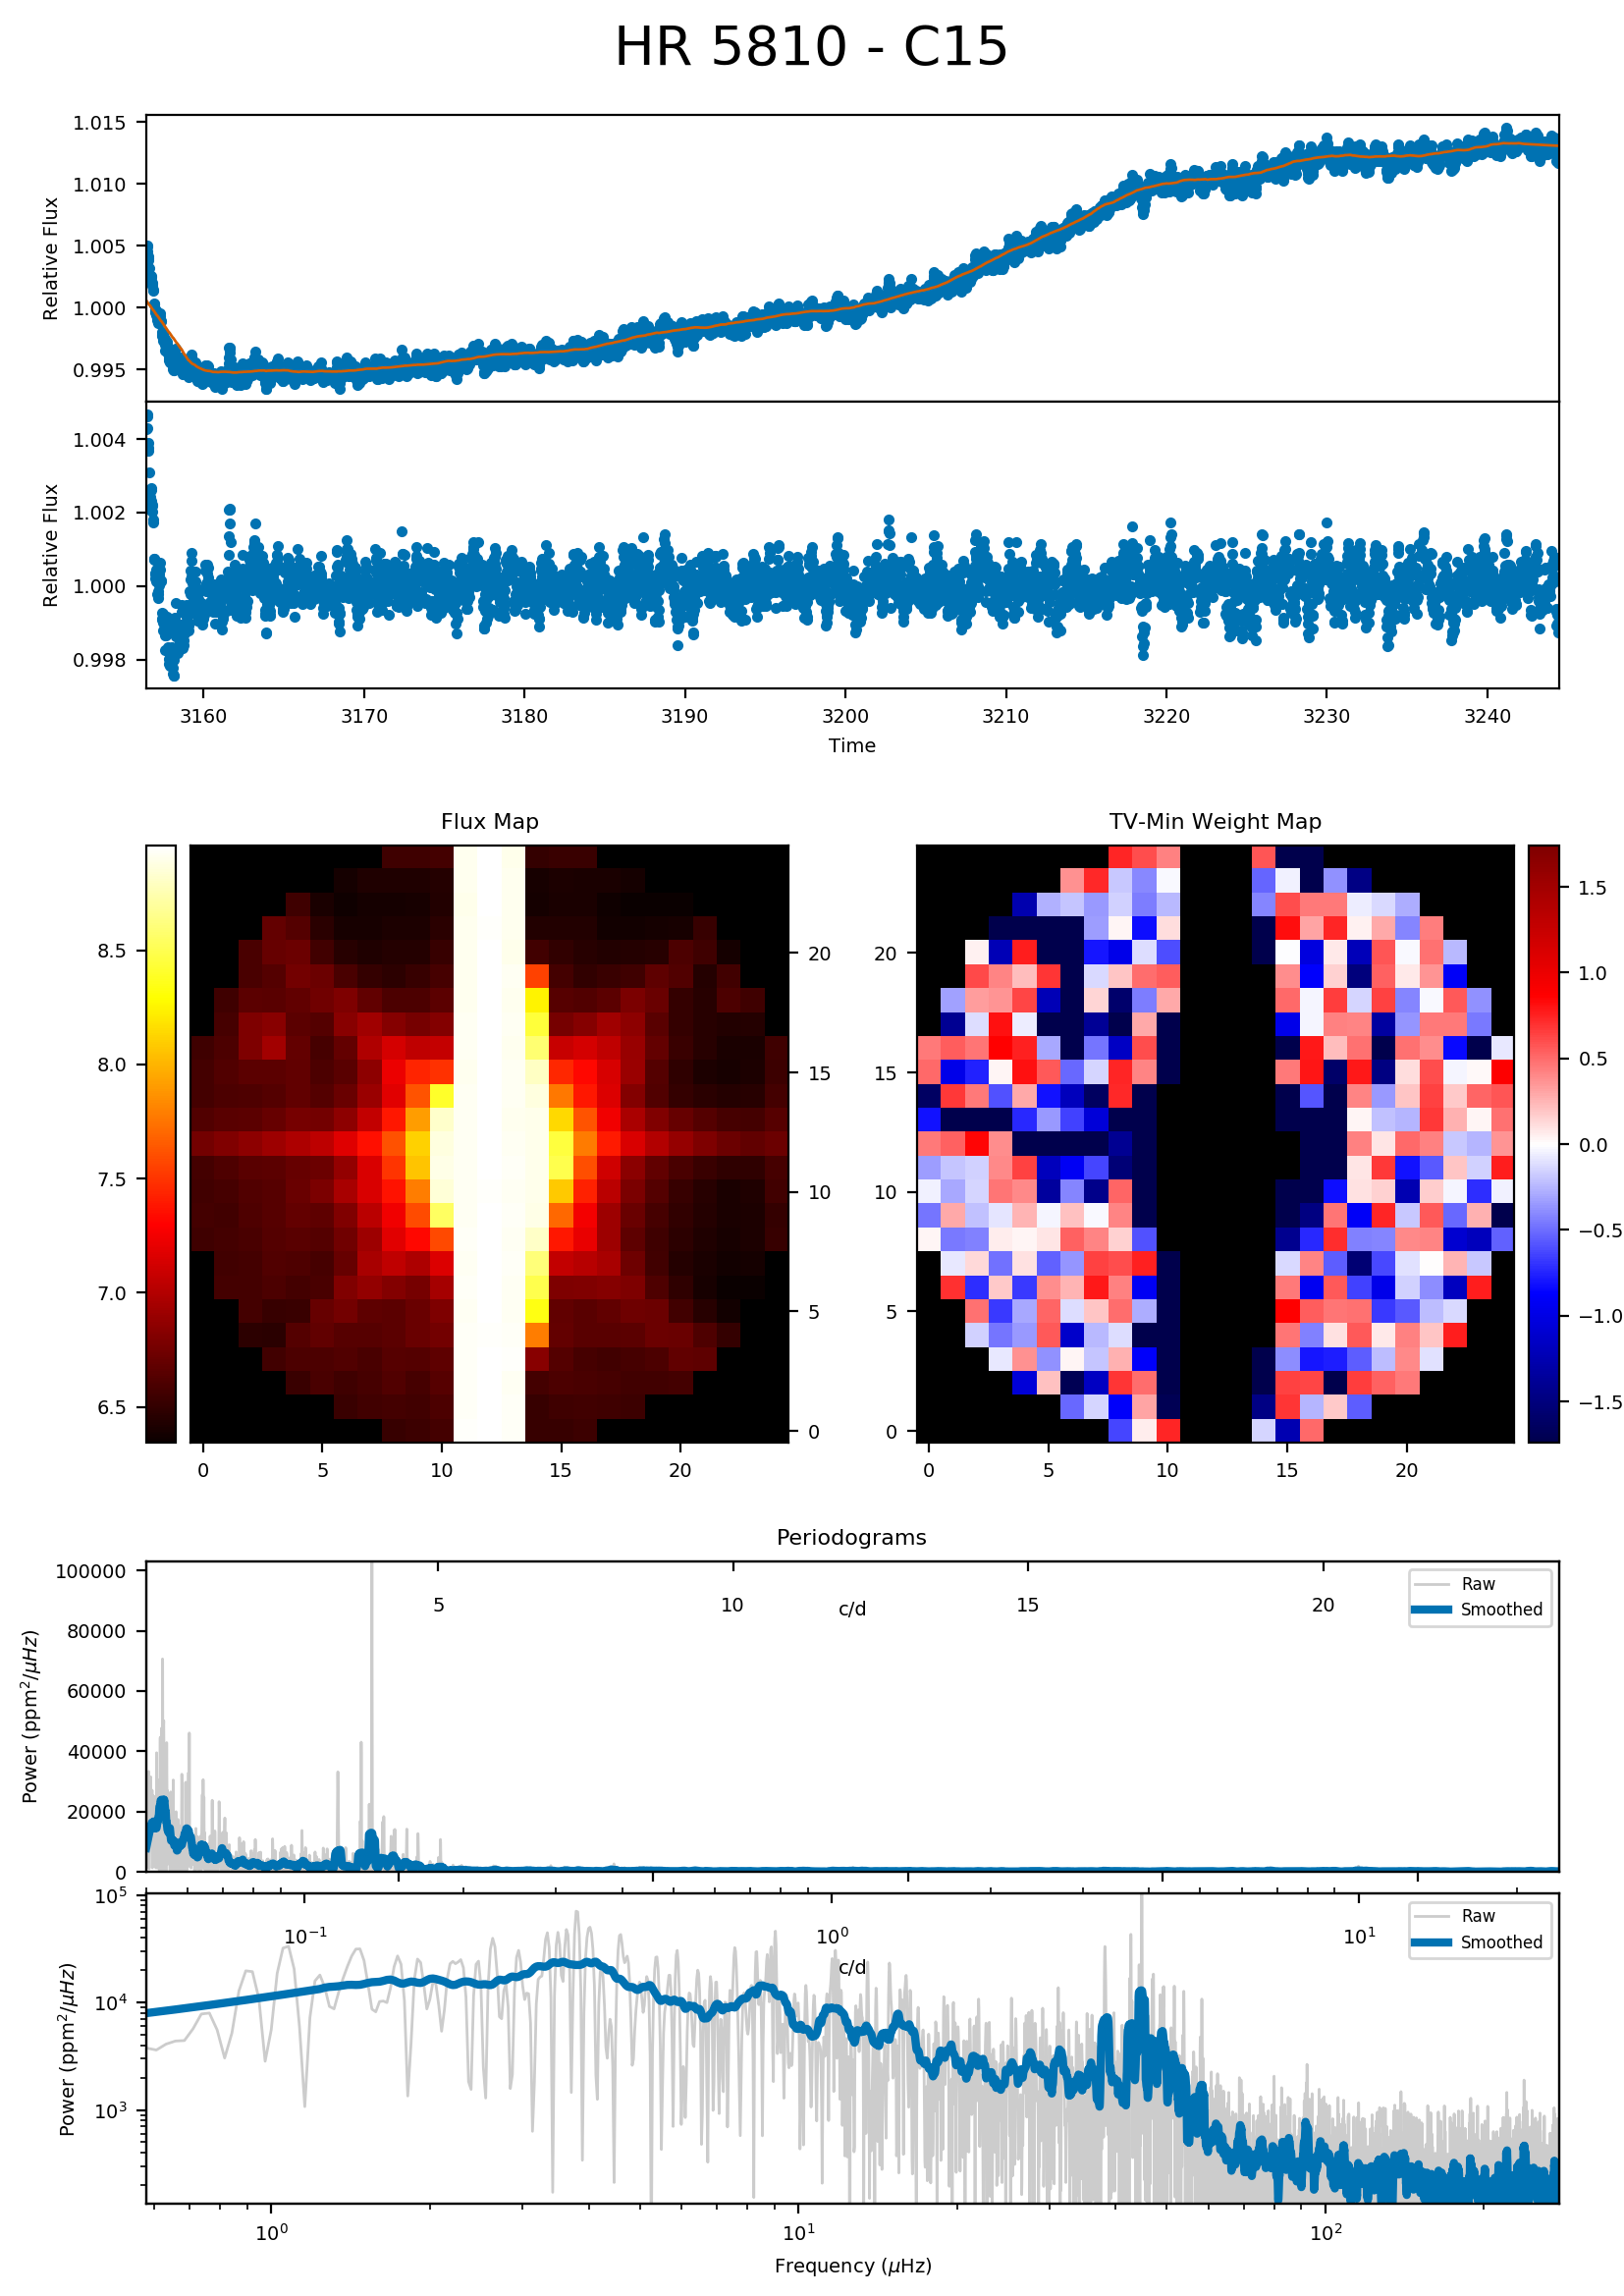 HR 5810 - C15
1.015
1.010
1.005
1.000
0.995
Relative Flux
1.004
1.002
1.000
0.998
Relative Flux
3160 3170 3180 3190 3200 3210 3220 3230 3240
Time
Flux Map
8.5
8.0
7.5
7.0
6.5
20
15
10
5
0
0 5 10 15 20
TV-Min Weight Map
20
15
10
5
0
0 5 10 15 20
1.5
1.0
0.5
0.0
−0.5
−1.0
−1.5
Periodograms
100000
80000
60000
40000
20000
0
Power (ppm²/μHz)
5 10 15 20
c/d
Raw
Smoothed
10⁵
10⁴
10³
Power (ppm²/μHz)
10⁻¹ 10⁰ 10¹
c/d
Raw
Smoothed
10⁰ 10¹ 10²
Frequency (μHz)